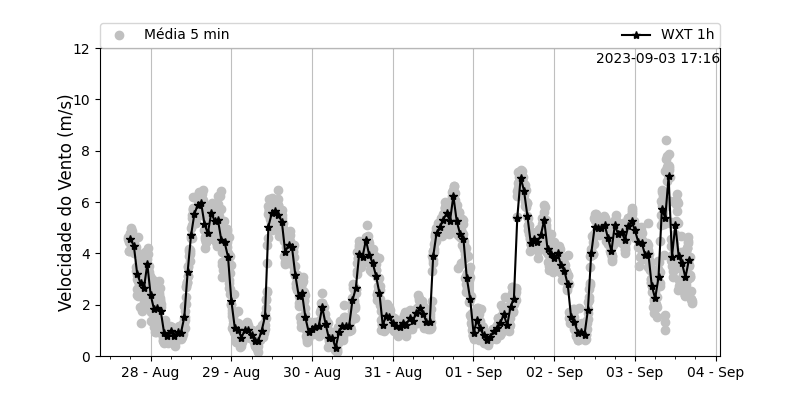 Média 5 min WXT 1h
2023-09-03 17:16
Velocidade do Vento (m/s)
12
10
8
6
4
2
0
28 - Aug 29 - Aug 30 - Aug 31 - Aug 01 - Sep 02 - Sep 03 - Sep 04 - Sep